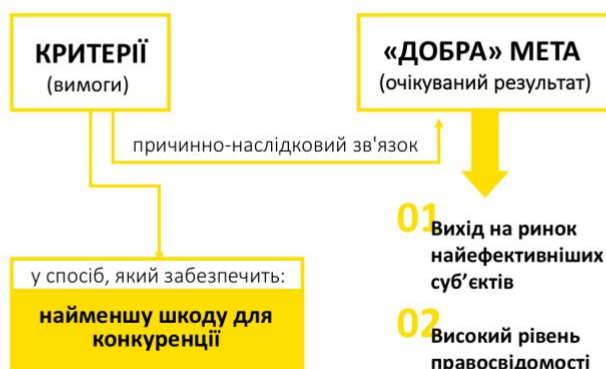 КРИТЕРІЇ
(вимоги)
«ДОБРА» МЕТА
(очікуваний результат)
причинно-наслідковий зв'язок
у спосіб, який забезпечить:
найменшу шкоду для
конкуренції
01
Вихід на ринок
найефективніших
суб’єктів
02
Високий рівень
правосвідомості